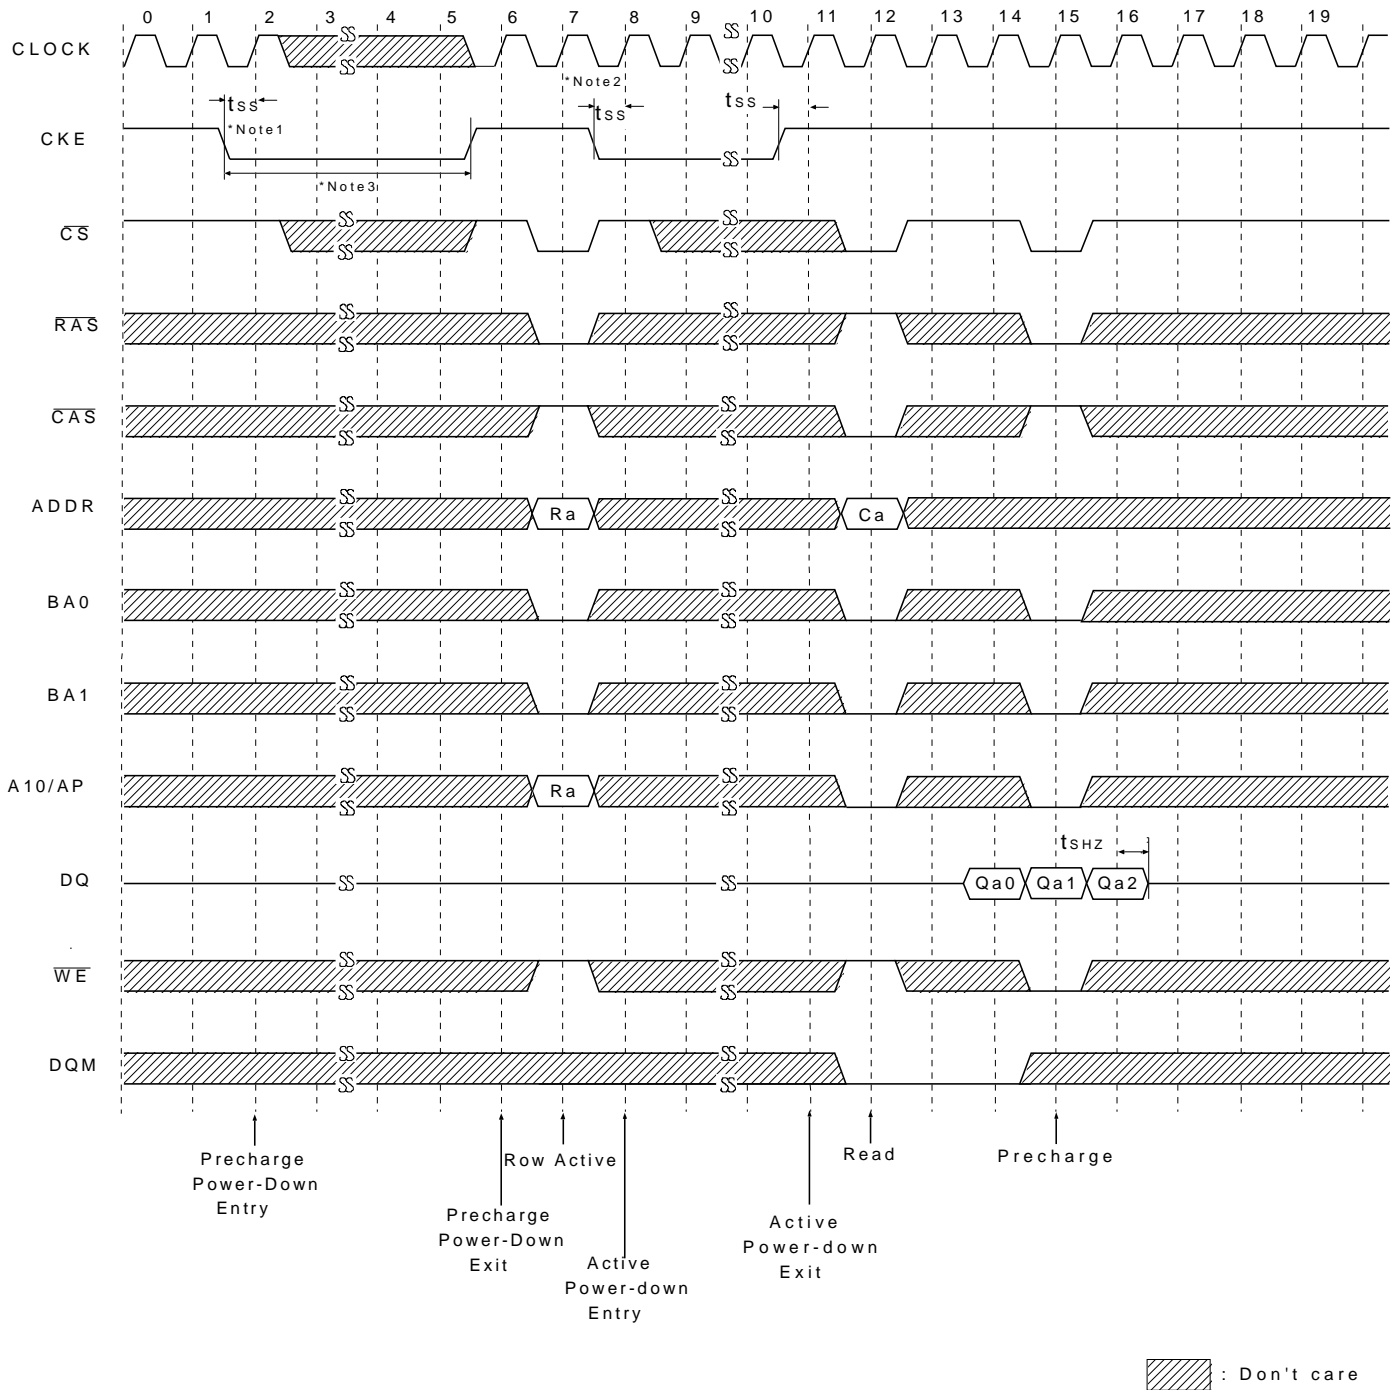 0 1 2 3 4 5 6 7 8 9 10 11 12 13 14 15 16 17 18 19
CLOCK
*Note2
tSS
tSS
tSS
*Note1
CKE
*Note3
CS
RAS
CAS
ADDR
Ra
Ca
BA0
BA1
A10/AP
Ra
tSHZ
DQ
Qa0 Qa1 Qa2
WE
DQM
Precharge
Power-Down
Entry
Row Active
Read
Precharge
Precharge
Power-Down
Exit
Active
Power-down
Exit
Active
Power-down
Entry
: Don't care